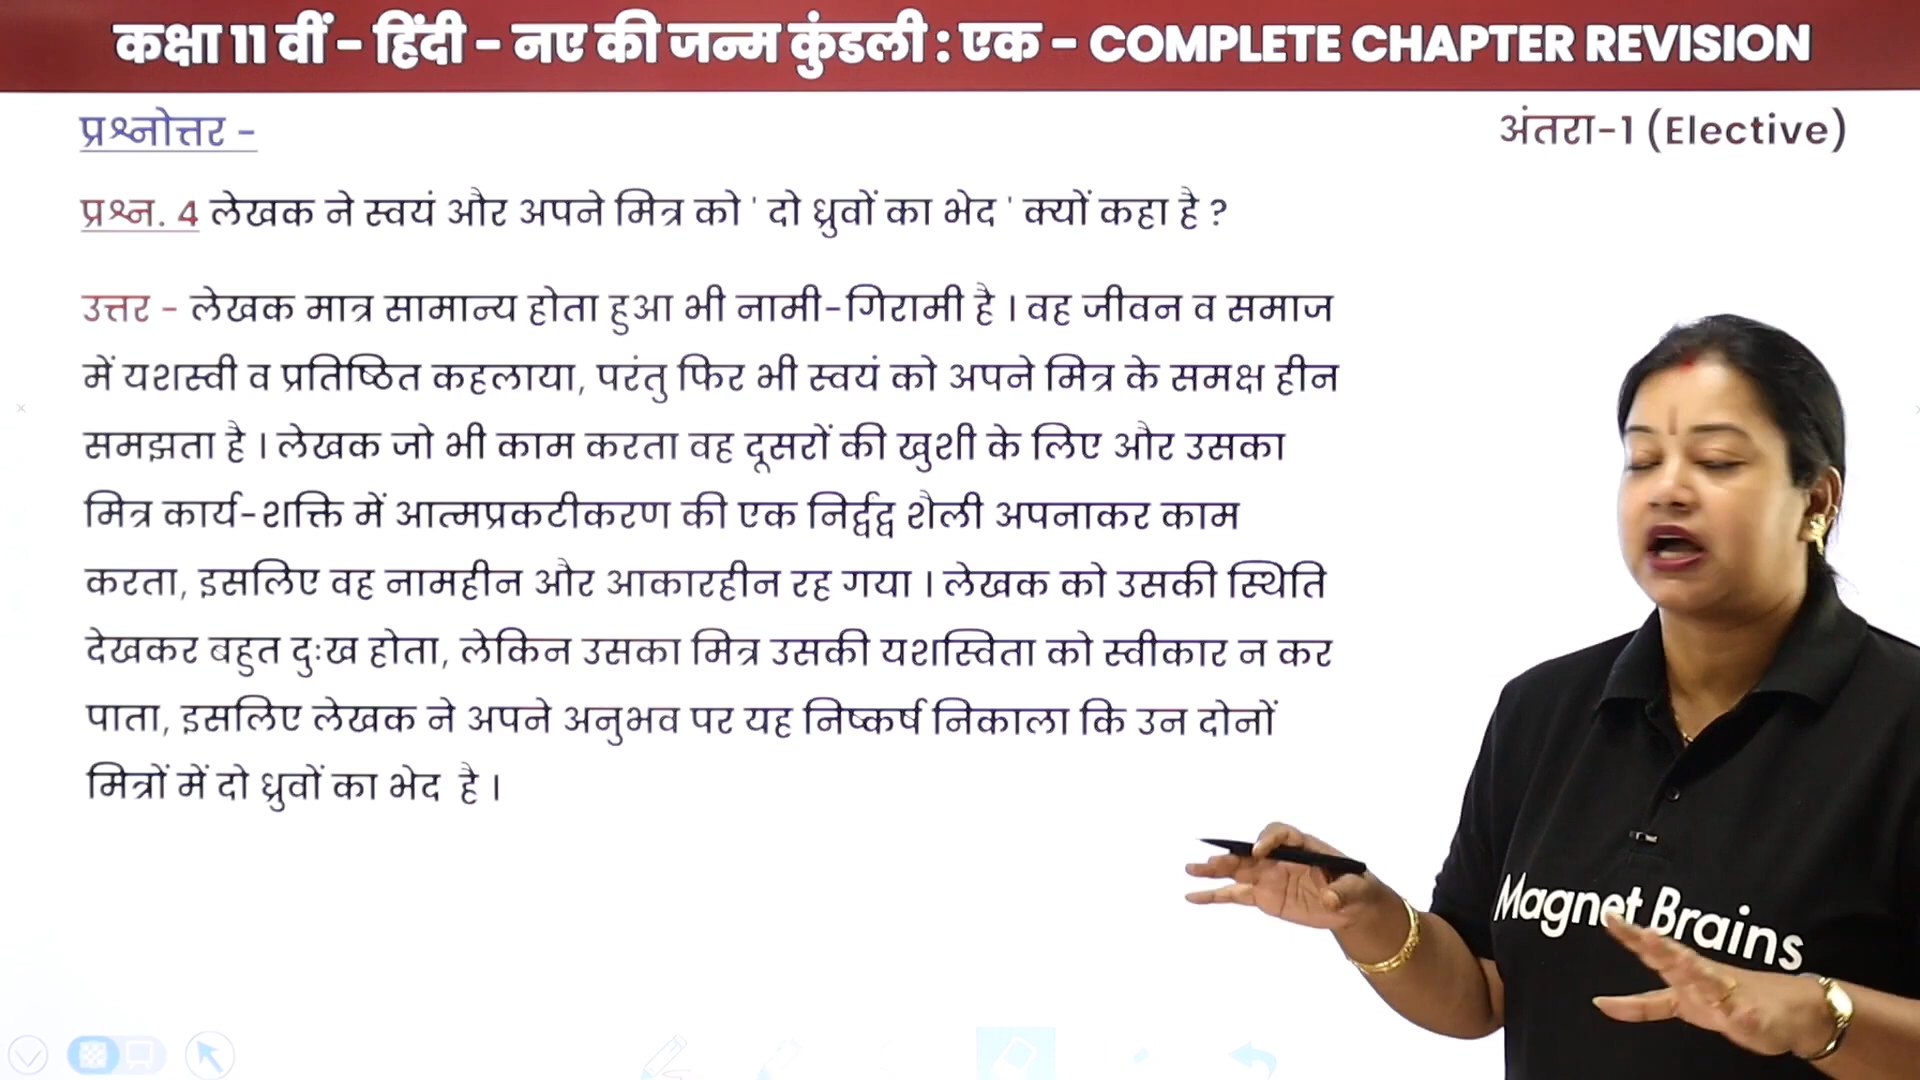 कक्षा 11 वीं - हिंदी - नए की जन्म कुंडली : एक - COMPLETE CHAPTER REVISION
प्रश्नोत्तर -
अंतरा-1 (Elective)
प्रश्न. 4 लेखक ने स्वयं और अपने मित्र को ' दो ध्रुवों का भेद ' क्यों कहा है ?
उत्तर - लेखक मात्र सामान्य होता हुआ भी नामी-गिरामी है । वह जीवन व समाज
में यशस्वी व प्रतिष्ठित कहलाया, परंतु फिर भी स्वयं को अपने मित्र के समक्ष हीन
समझता है । लेखक जो भी काम करता वह दूसरों की खुशी के लिए और उसका
मित्र कार्य-शक्ति में आत्मप्रकटीकरण की एक निर्द्वंद्व शैली अपनाकर काम
करता, इसलिए वह नामहीन और आकारहीन रह गया । लेखक को उसकी स्थिति
देखकर बहुत दुःख होता, लेकिन उसका मित्र उसकी यशस्विता को स्वीकार न कर
पाता, इसलिए लेखक ने अपने अनुभव पर यह निष्कर्ष निकाला कि उन दोनों
मित्रों में दो ध्रुवों का भेद है ।
Magnet Brains